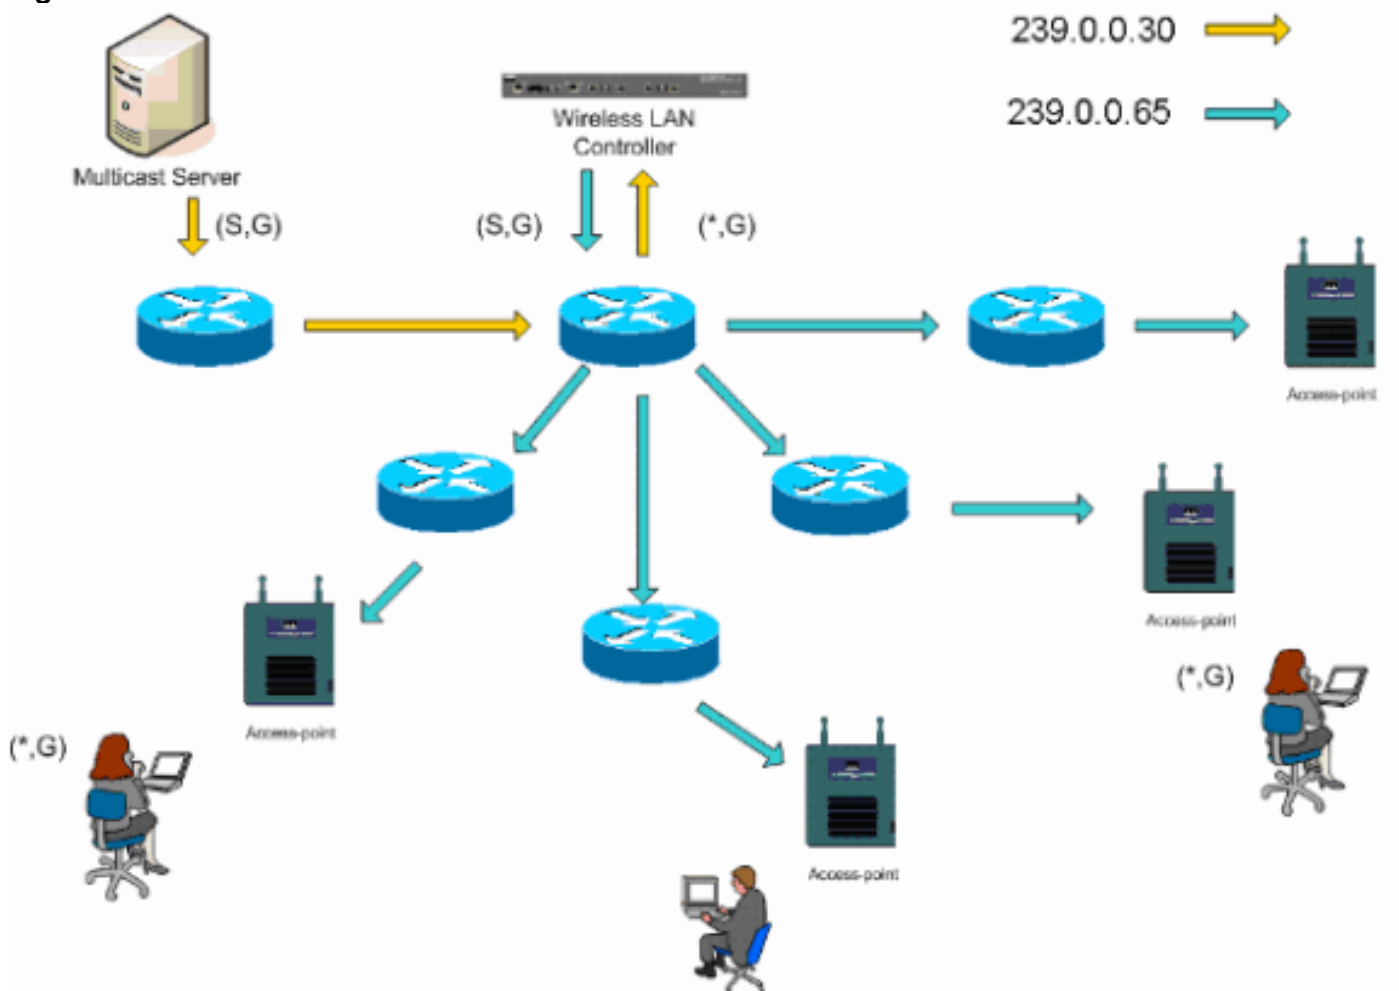 239.0.0.30
Wireless LAN
Controller
239.0.0.65
Multicast Server
(S,G)
(S,G)
(*,G)
Access-point
Access-point
(*,G)
Access-point
(*,G)
Access-point